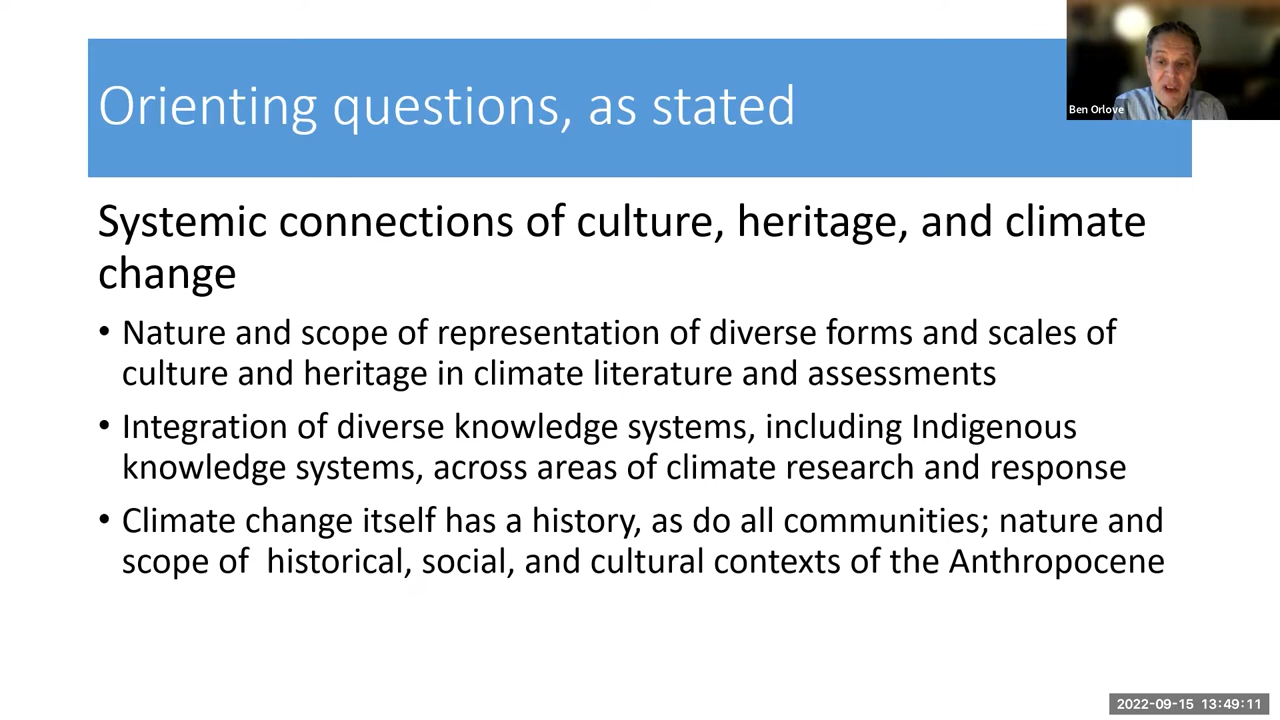 Orienting questions, as stated
Ben Orlove
Systemic connections of culture, heritage, and climate
change
• Nature and scope of representation of diverse forms and scales of
culture and heritage in climate literature and assessments
• Integration of diverse knowledge systems, including Indigenous
knowledge systems, across areas of climate research and response
• Climate change itself has a history, as do all communities; nature and
scope of  historical, social, and cultural contexts of the Anthropocene
2022-09-15 13:49:11